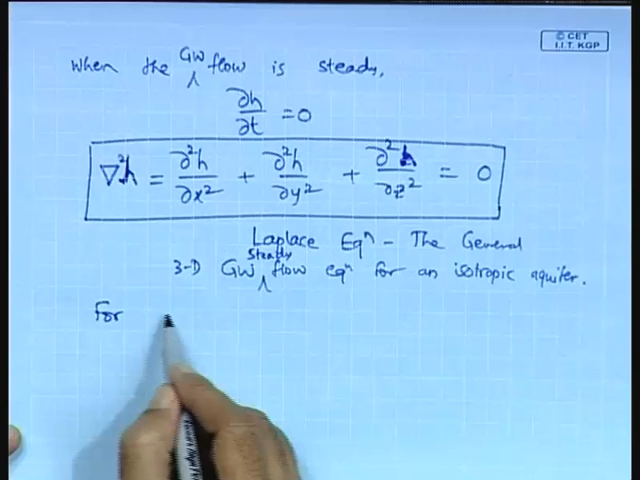 © CET
I.I.T. KGP
When the GW flow is steady,
∂h/∂t = 0
∇²h = ∂²h/∂x² + ∂²h/∂y² + ∂²h/∂z² = 0
Laplace Eqⁿ - The General
3-D GW steady flow eqⁿ for an isotropic aquifer.
For